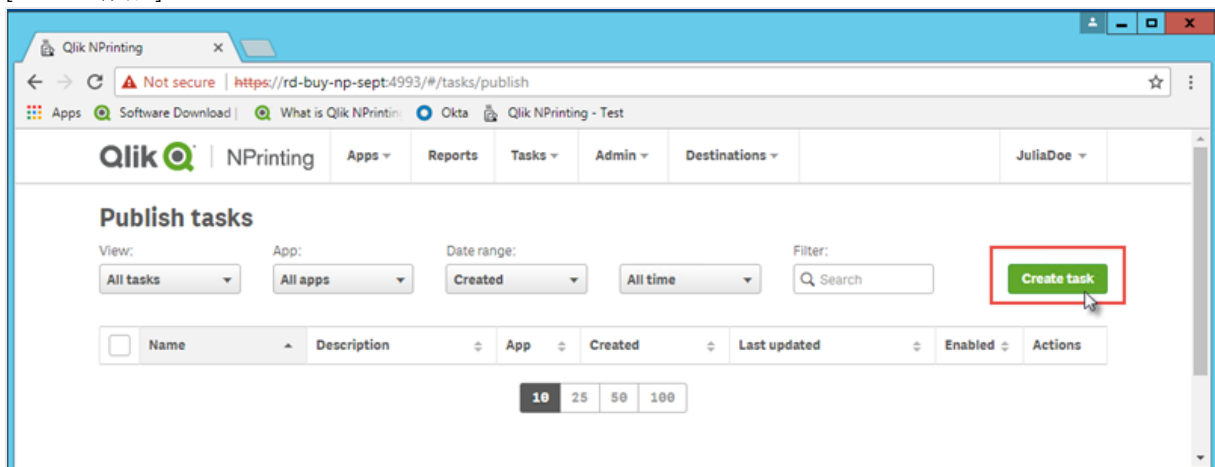 Qlik NPrinting
Not secure | https://rd-buy-np-sept:4993/#/tasks/publish
Apps Software Download | What is Qlik NPrinting Okta Qlik NPrinting - Test
Qlik NPrinting Apps Reports Tasks Admin Destinations JuliaDoe
Publish tasks
View: App: Date range: Filter:
All tasks All apps Created All time Search Create task
Name Description App Created Last updated Enabled Actions
10 25 50 100